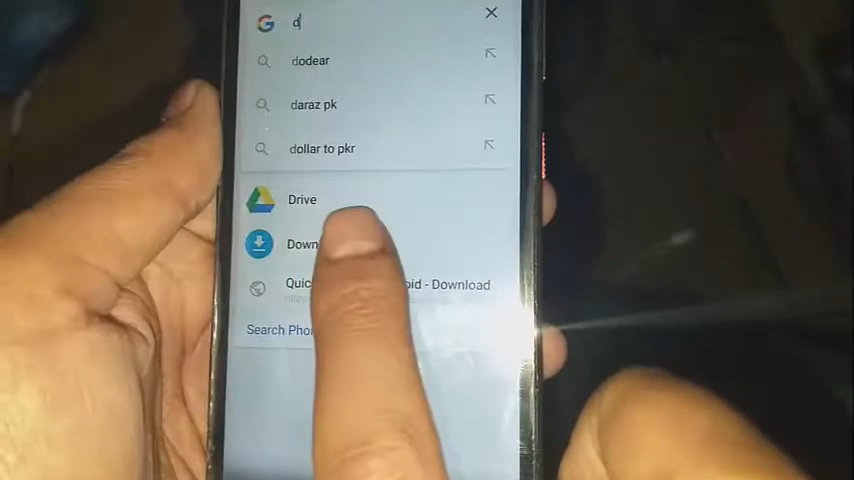 d
dodear
daraz pk
dollar to pkr
Drive
Down
Quic oid - Download
Search Pho